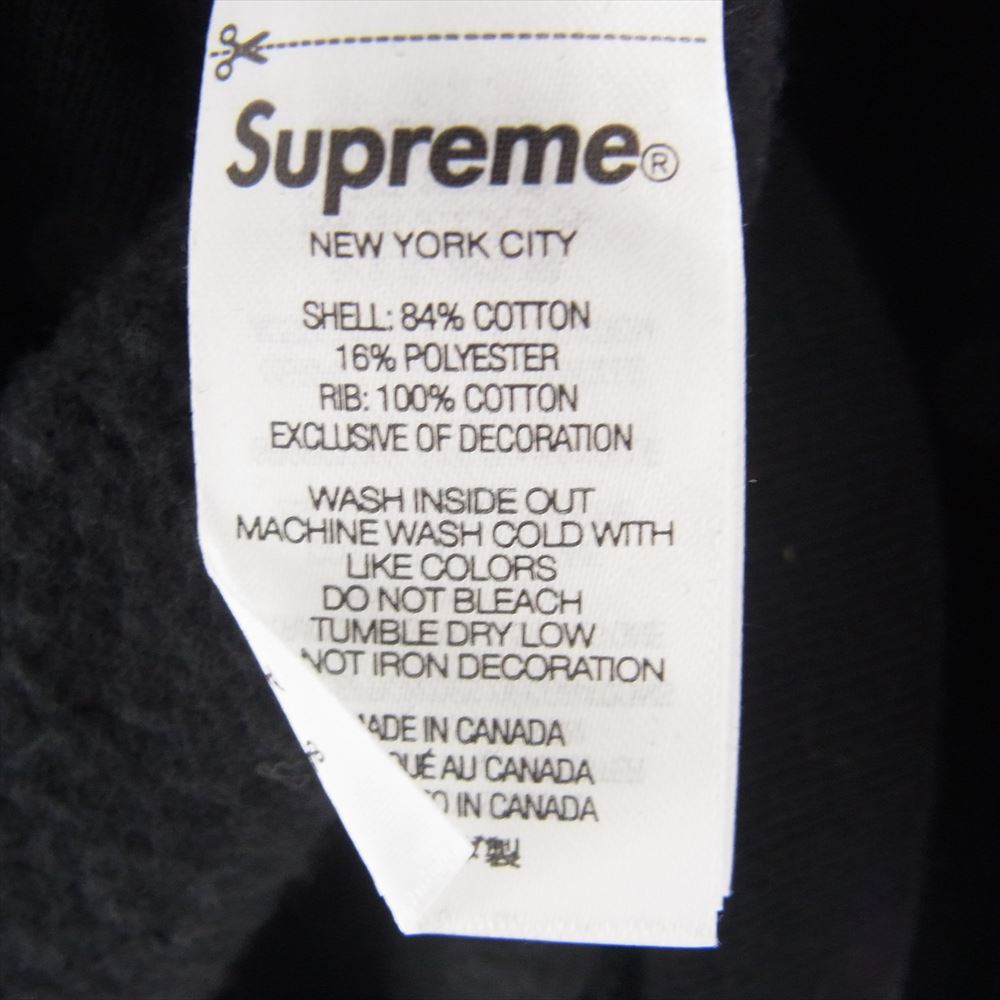 Supreme®
NEW YORK CITY
SHELL: 84% COTTON
16% POLYESTER
RIB: 100% COTTON
EXCLUSIVE OF DECORATION
WASH INSIDE OUT
MACHINE WASH COLD WITH
LIKE COLORS
DO NOT BLEACH
TUMBLE DRY LOW
NOT IRON DECORATION
IN CANADA
AU CANADA
IN CANADA
製